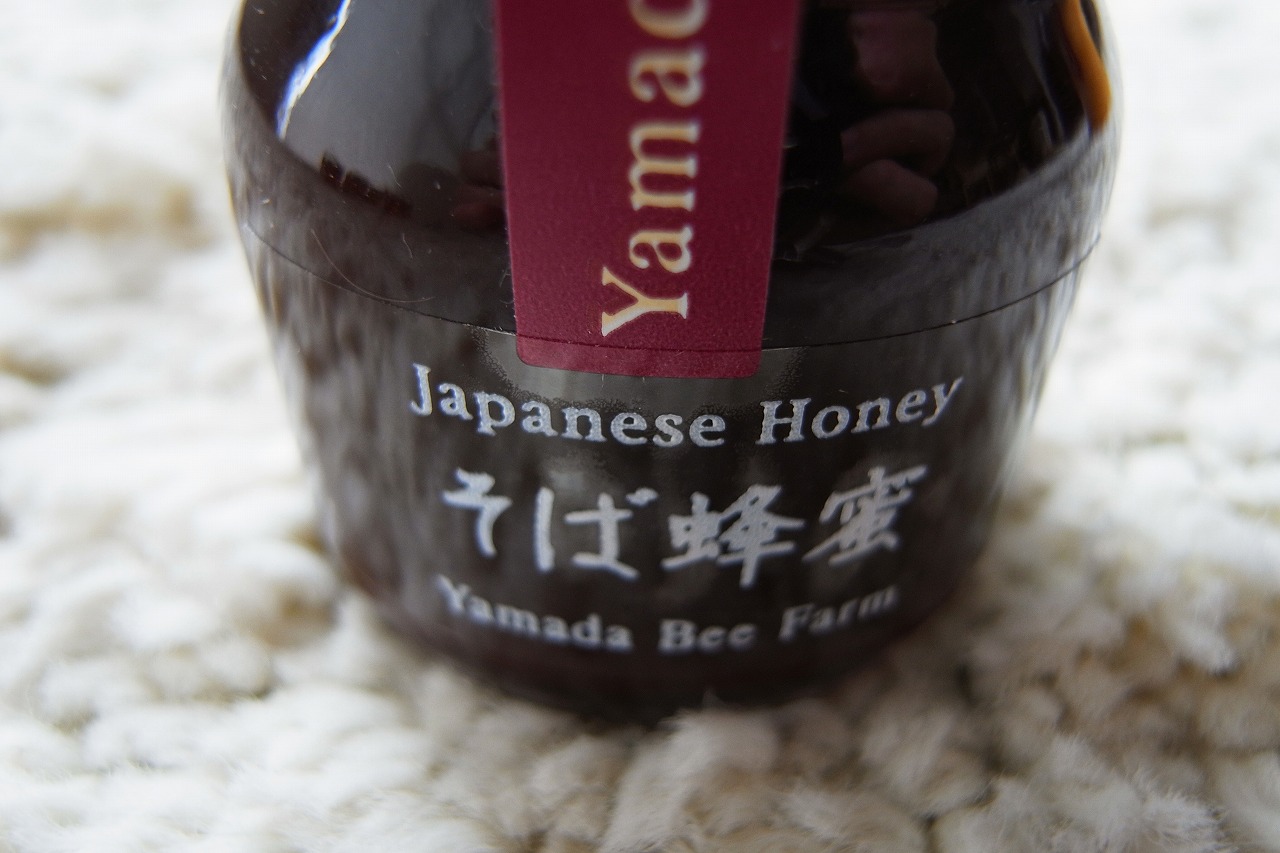 Yamad
Japanese Honey
そば蜂蜜
Yamada Bee Farm